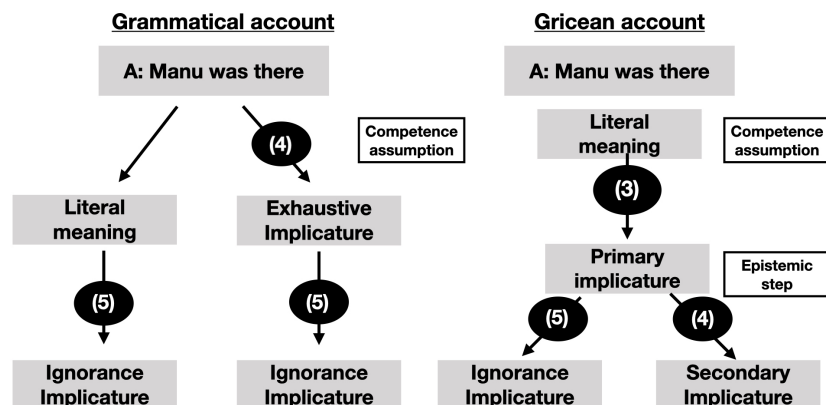 Grammatical account
A: Manu was there
(4)
Competence
assumption
Literal
meaning
Exhaustive
Implicature
(5)
(5)
Ignorance
Implicature
Ignorance
Implicature
Gricean account
A: Manu was there
Literal
meaning
Competence
assumption
(3)
Primary
implicature
Epistemic
step
(5)
(4)
Ignorance
Implicature
Secondary
Implicature